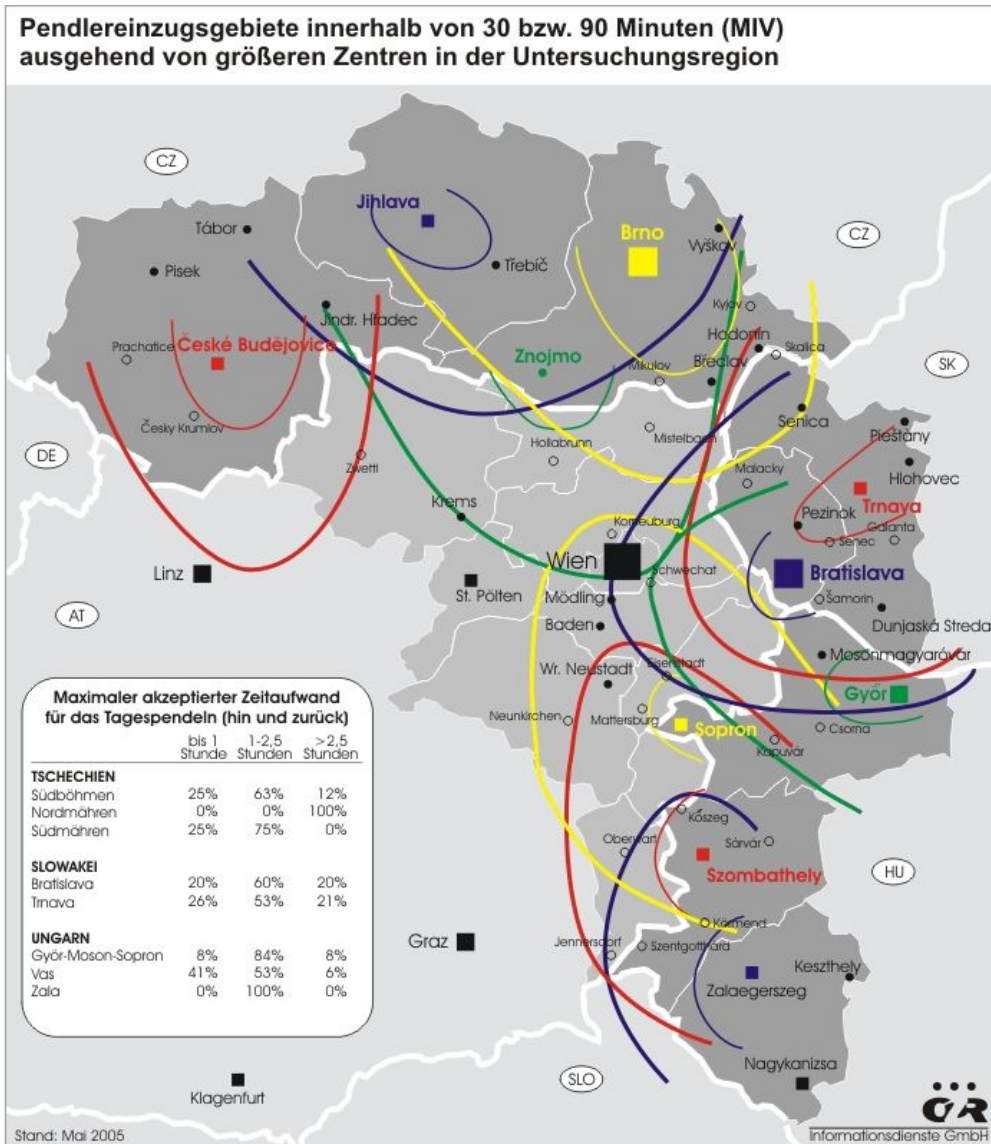 Pendlereinzugsgebiete innerhalb von 30 bzw. 90 Minuten (MIV)
ausgehend von größeren Zentren in der Untersuchungsregion
CZ
Jihlava
Tábor
Brno
Vyškov
CZ
Pisek
Třebíč
Kyjov
Jindr. Hřadec
Hodonin
Skalica
České Budějovice
Prachatice
Znojmo
Mikulov
Břeclav
SK
Česky Krumlov
Senica
Piešťany
DE
Hollabrunn
Mistelbach
Zwettl
Malacky
Hlohovec
Krems
Trnaya
Pezinok
Korneuburg
Galanta
Senec
Wien
Linz
Schwechat
Bratislava
St. Pölten
Mödling
Šamorin
AT
Baden
Dunjaská Streda
Mosonmagyaróvár
Wr. Neustadt
Eisenstadt
Győr
Neunkirchen
Mattersburg
Sopron
Csorna
Kapuvár
Maximaler akzeptierter Zeitaufwand
für das Tagespendeln (hin und zurück)
bis 1 1-2,5 >2,5
Stunde Stunden Stunden
TSCHECHIEN
Südböhmen 25% 63% 12%
Nordmähren 0% 0% 100%
Südmähren 25% 75% 0%
SLOWAKEI
Bratislava 20% 60% 20%
Trnava 26% 53% 21%
UNGARN
Györ-Moson-Sopron 8% 84% 8%
Vas 41% 53% 6%
Zala 0% 100% 0%
Kőszeg
Oberwart
Sárvár
Szombathely
HU
Körmend
Graz
Jennersdorf
Szentgotthárd
Zalaegerszeg
Keszthely
Nagykanizsa
SLO
Klagenfurt
ÖIR
Stand: Mai 2005
Informationsdienste GmbH